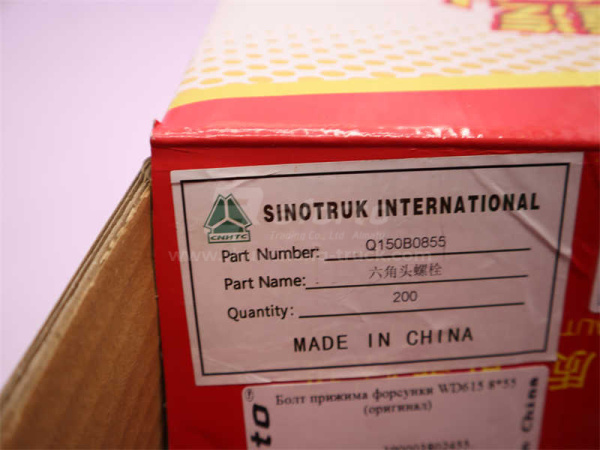 CNHTC
SINOTRUK INTERNATIONAL
Part Number: Q150B0855
Part Name: 六角头螺栓
Quantity: 200
MADE IN CHINA
Болт прижима форсунки WD615 8*55
(оригинал)
China